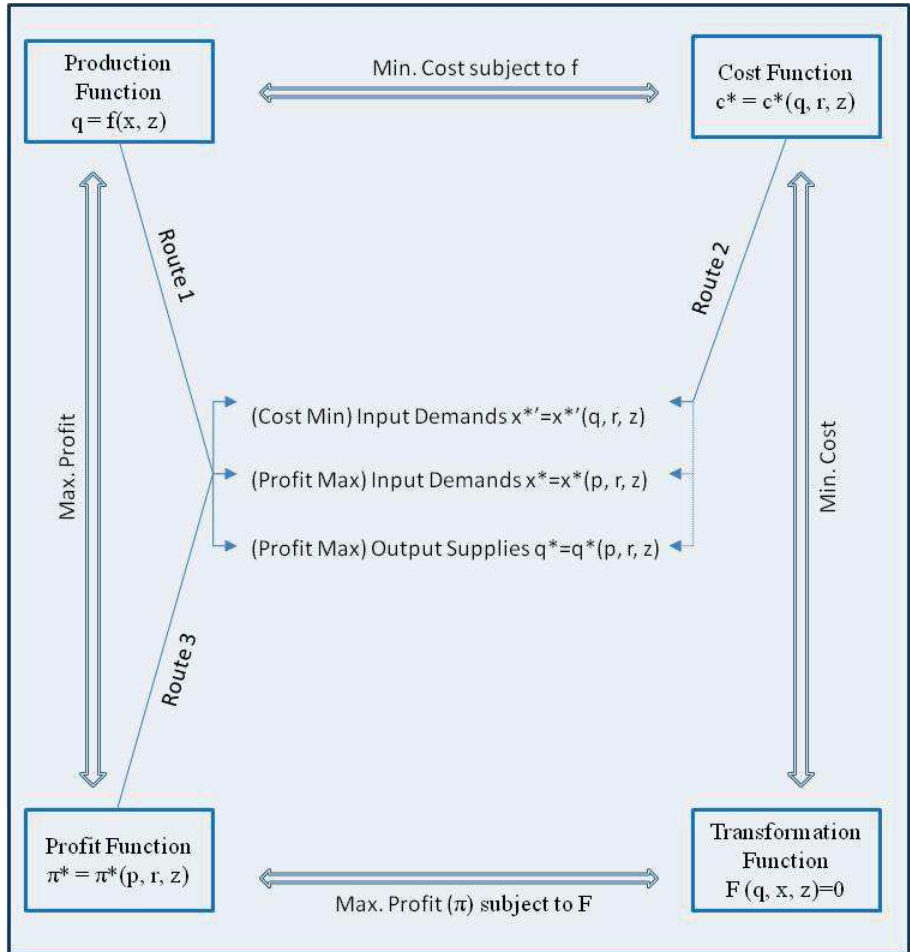 Production
Function
q = f(x, z)
Min. Cost subject to f
Cost Function
c* = c*(q, r, z)
Route 1
Route 2
Max. Profit
(Cost Min) Input Demands x*'=x*'(q, r, z)
(Profit Max) Input Demands x*=x*(p, r, z)
(Profit Max) Output Supplies q*=q*(p, r, z)
Min. Cost
Route 3
Profit Function
π* = π*(p, r, z)
Max. Profit (π) subject to F
Transformation
Function
F (q, x, z)=0